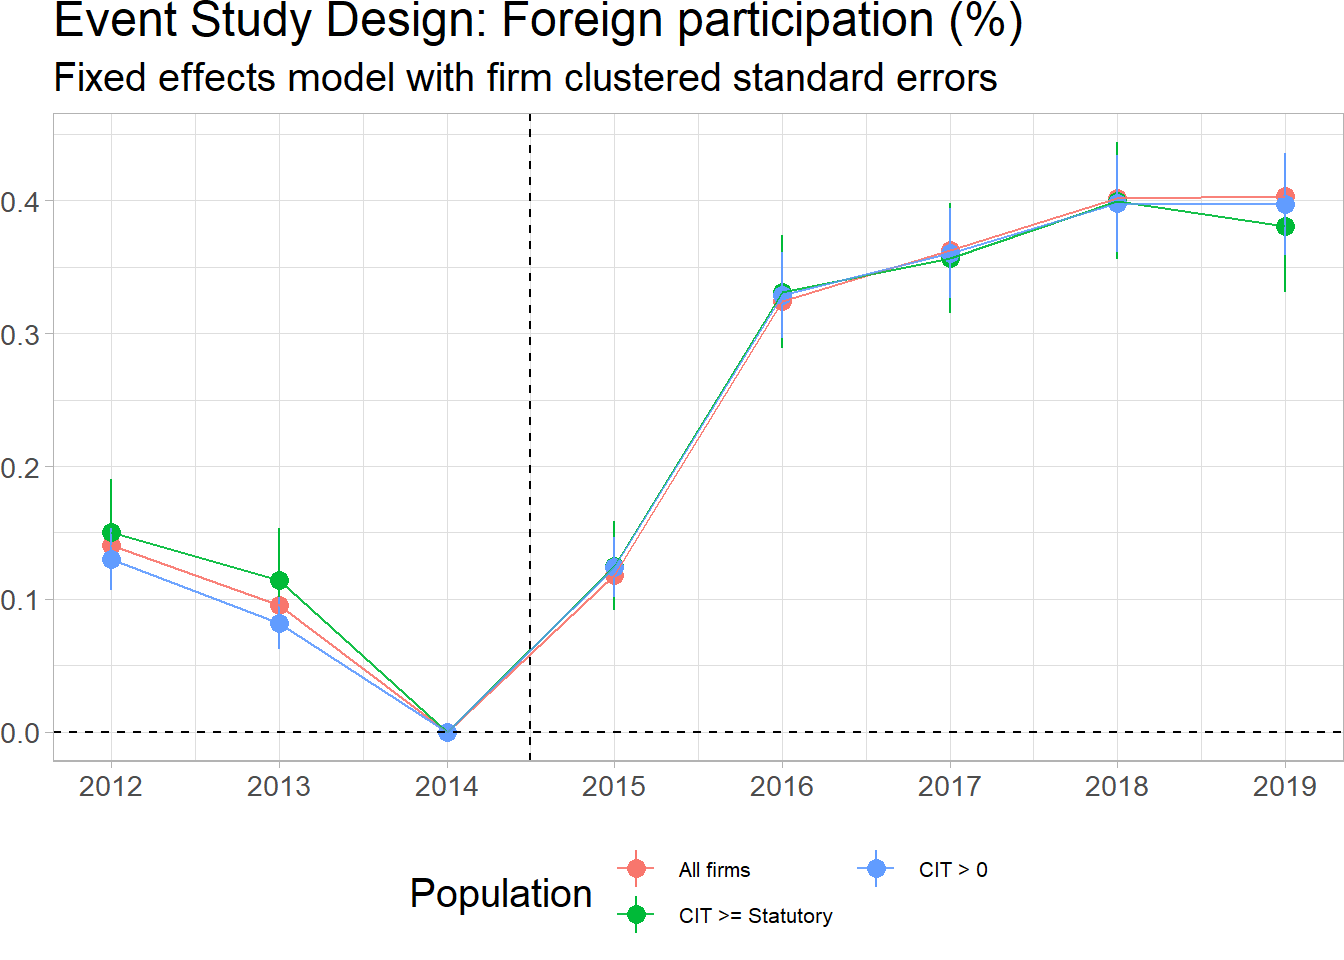 Event Study Design: Foreign participation (%)
Fixed effects model with firm clustered standard errors
0.4
0.3
0.2
0.1
0.0
2012 2013 2014 2015 2016 2017 2018 2019
Population
All firms
CIT > 0
CIT >= Statutory